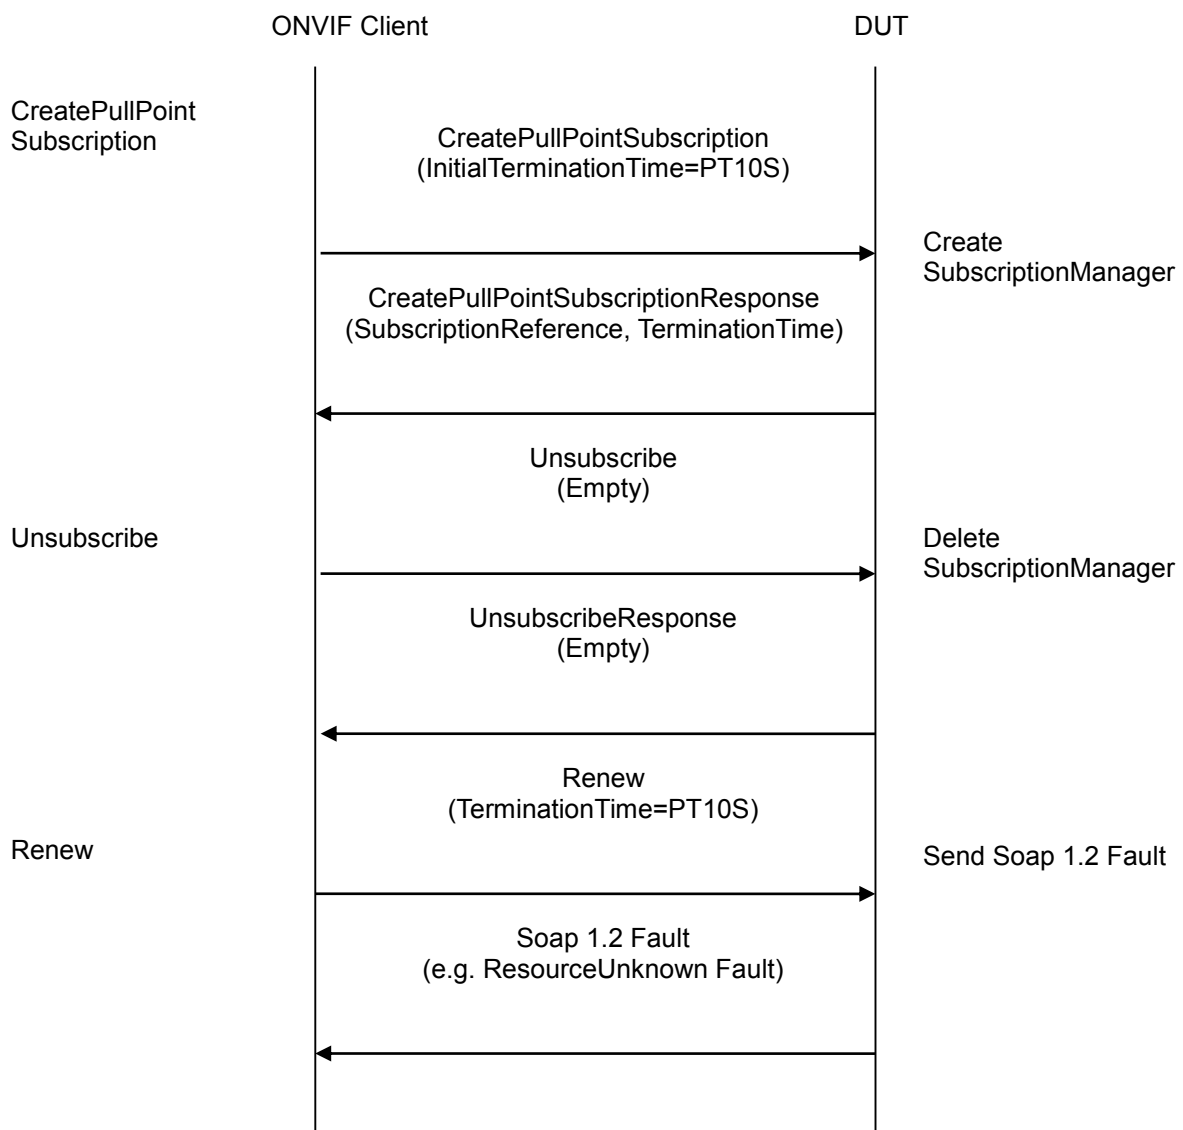 ONVIF Client
DUT
CreatePullPoint
Subscription
CreatePullPointSubscription
(InitialTerminationTime=PT10S)
Create
SubscriptionManager
CreatePullPointSubscriptionResponse
(SubscriptionReference, TerminationTime)
Unsubscribe
(Empty)
Unsubscribe
Delete
SubscriptionManager
UnsubscribeResponse
(Empty)
Renew
(TerminationTime=PT10S)
Renew
Send Soap 1.2 Fault
Soap 1.2 Fault
(e.g. ResourceUnknown Fault)